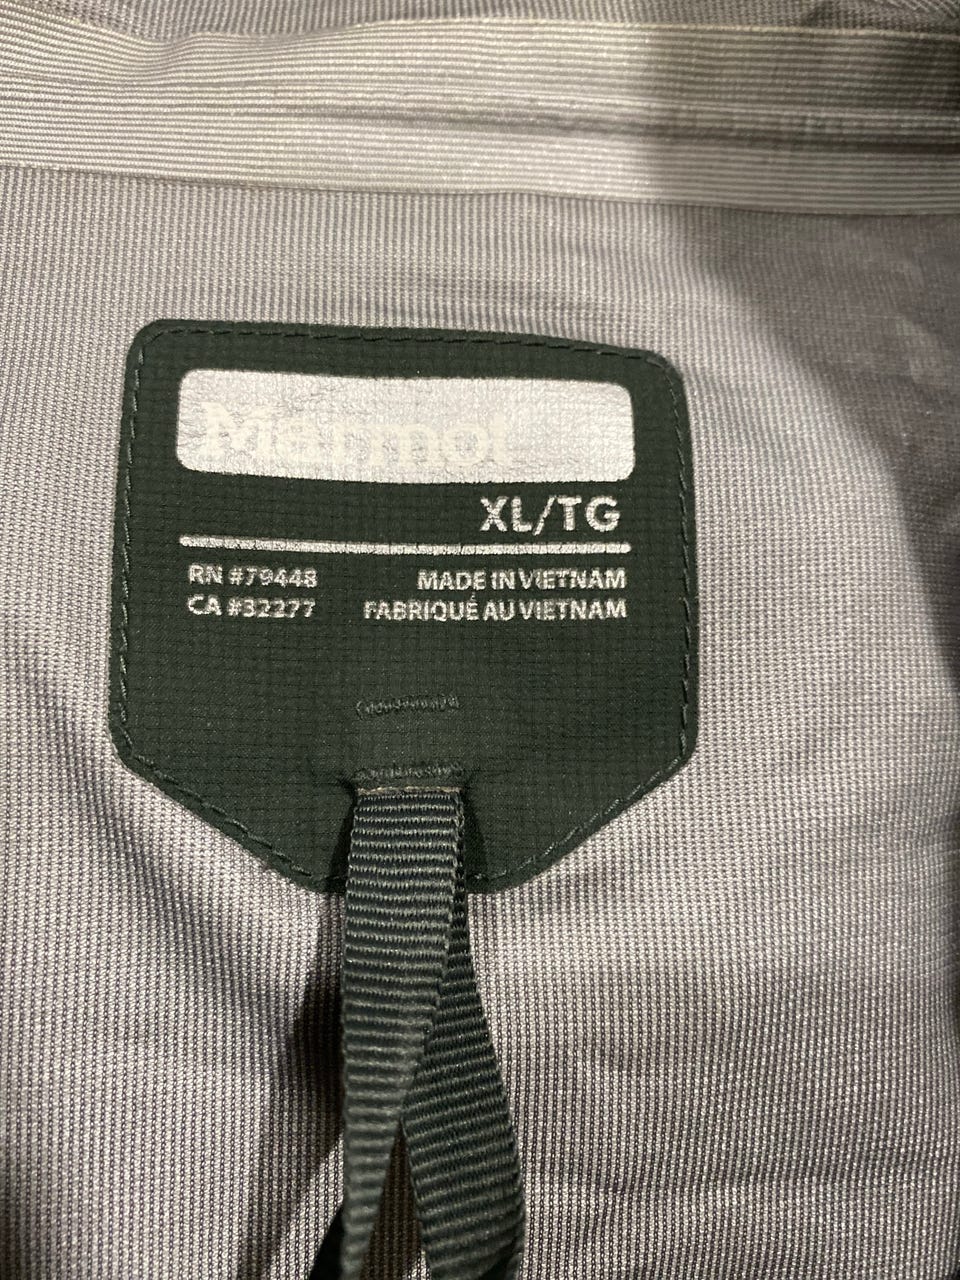 Marmot
XL/TG
RN #79448
CA #32277
MADE IN VIETNAM
FABRIQUÉ AU VIETNAM